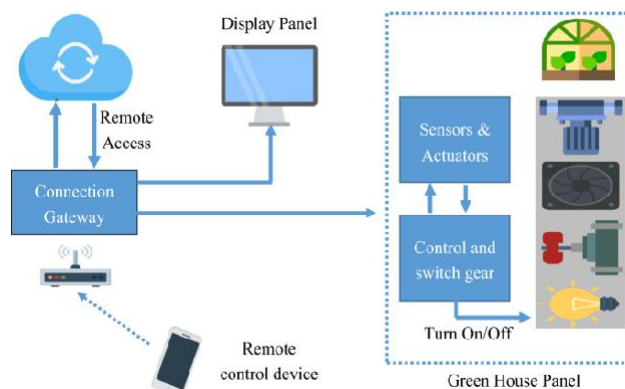 Display Panel
Remote
Access
Connection
Gateway
Sensors &
Actuators
Control and
switch gear
Turn On/Off
Remote
control device
Green House Panel